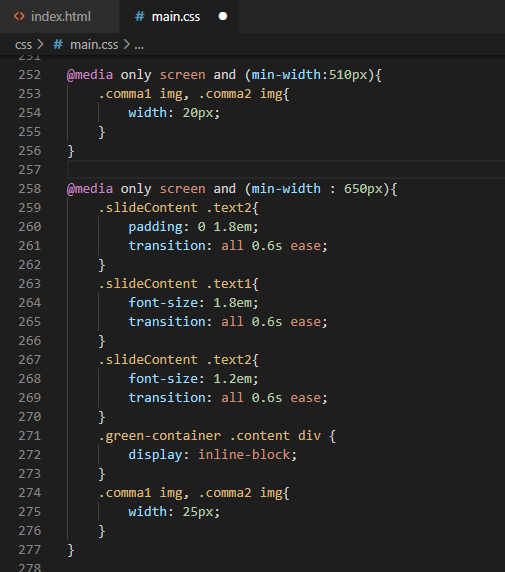 index.html
main.css
css > main.css > ...
251
252 @media only screen and (min-width:510px){
253 .comma1 img, .comma2 img{
254 width: 20px;
255 }
256 }
257
258 @media only screen and (min-width : 650px){
259 .slideContent .text2{
260 padding: 0 1.8em;
261 transition: all 0.6s ease;
262 }
263 .slideContent .text1{
264 font-size: 1.8em;
265 transition: all 0.6s ease;
266 }
267 .slideContent .text2{
268 font-size: 1.2em;
269 transition: all 0.6s ease;
270 }
271 .green-container .content div {
272 display: inline-block;
273 }
274 .comma1 img, .comma2 img{
275 width: 25px;
276 }
277 }
278